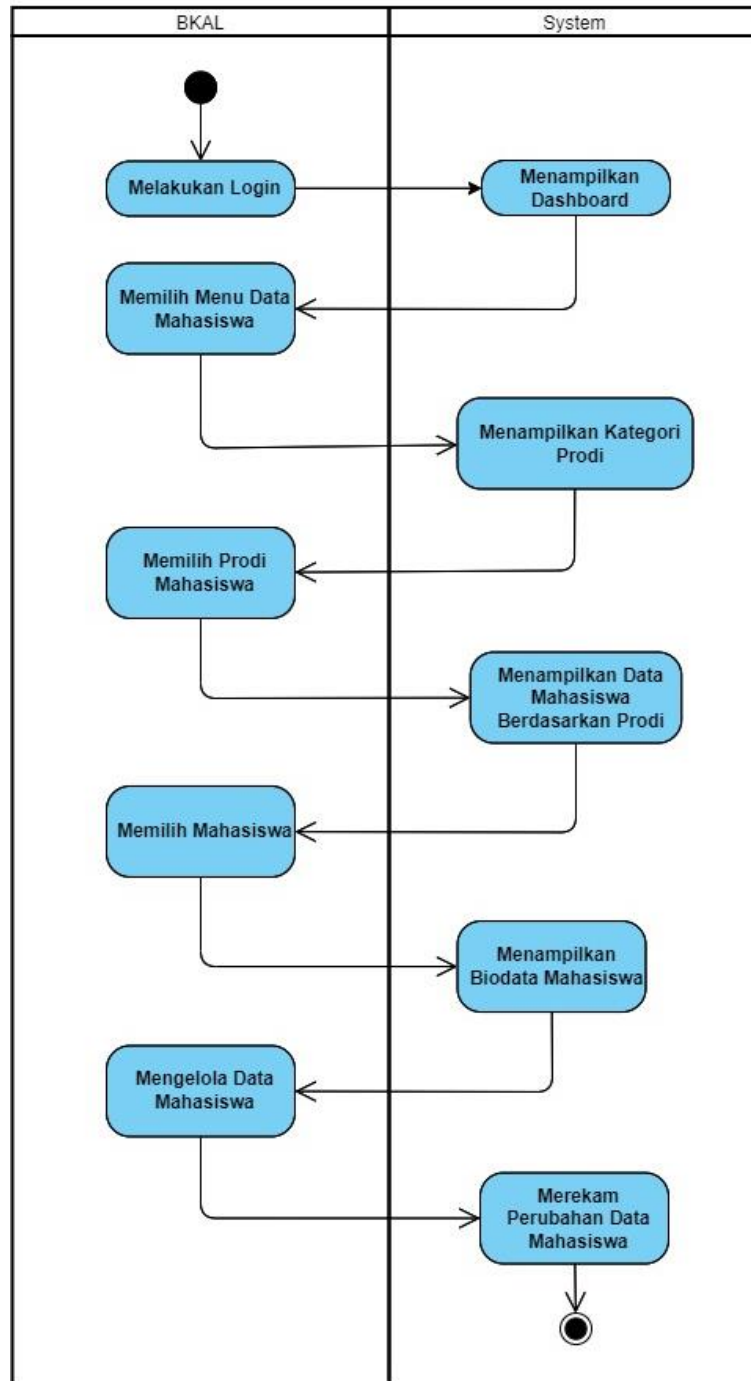 BKAL
System
Melakukan Login
Menampilkan
Dashboard
Memilih Menu Data
Mahasiswa
Menampilkan Kategori
Prodi
Memilih Prodi
Mahasiswa
Menampilkan Data
Mahasiswa
Berdasarkan Prodi
Memilih Mahasiswa
Menampilkan
Biodata Mahasiswa
Mengelola Data
Mahasiswa
Merekam
Perubahan Data
Mahasiswa